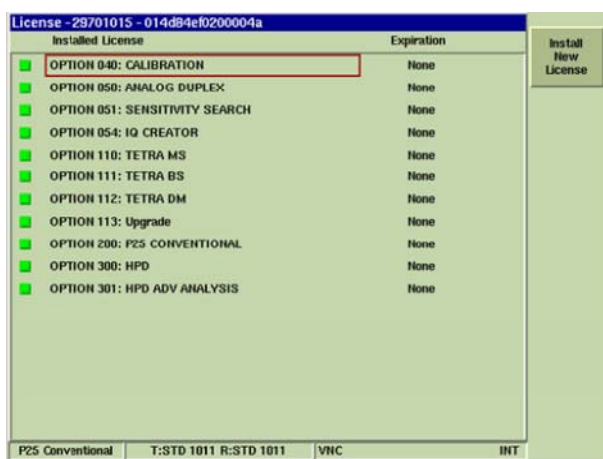 License - 29701015 - 014d84ef0200004a
Installed License Expiration
Install
New
License
OPTION 040: CALIBRATION None
OPTION 050: ANALOG DUPLEX None
OPTION 051: SENSITIVITY SEARCH None
OPTION 054: IQ CREATOR None
OPTION 110: TETRA MS None
OPTION 111: TETRA BS None
OPTION 112: TETRA DM None
OPTION 113: Upgrade None
OPTION 200: P25 CONVENTIONAL None
OPTION 300: HPD None
OPTION 301: HPD ADV ANALYSIS None
P25 Conventional T:STD 1011 R:STD 1011 VNC INT